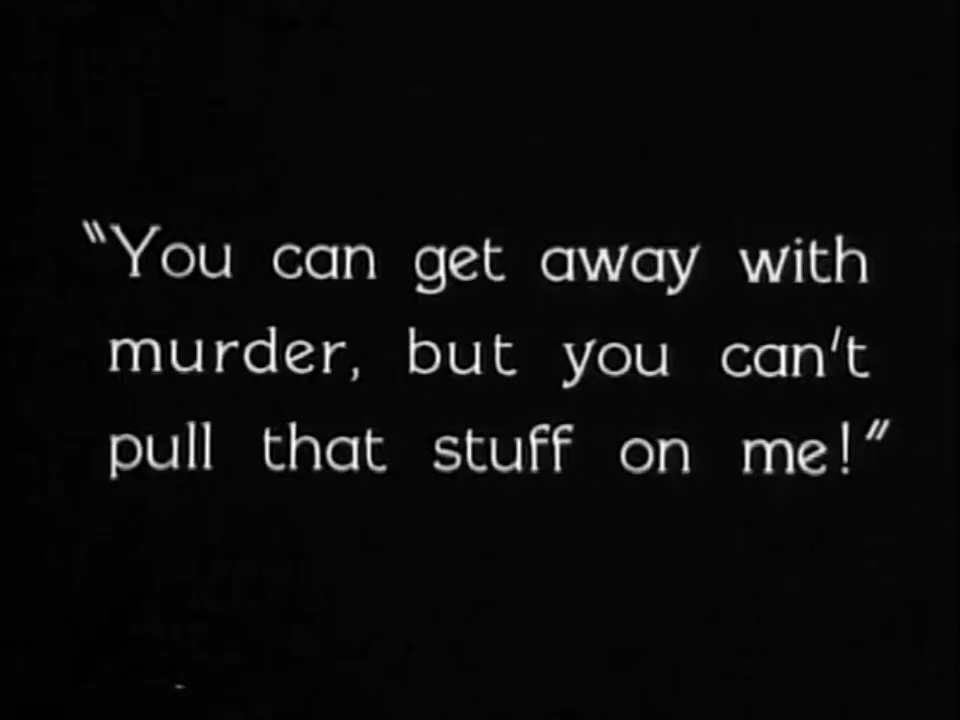 "You can get away with
murder, but you can't
pull that stuff on me!"